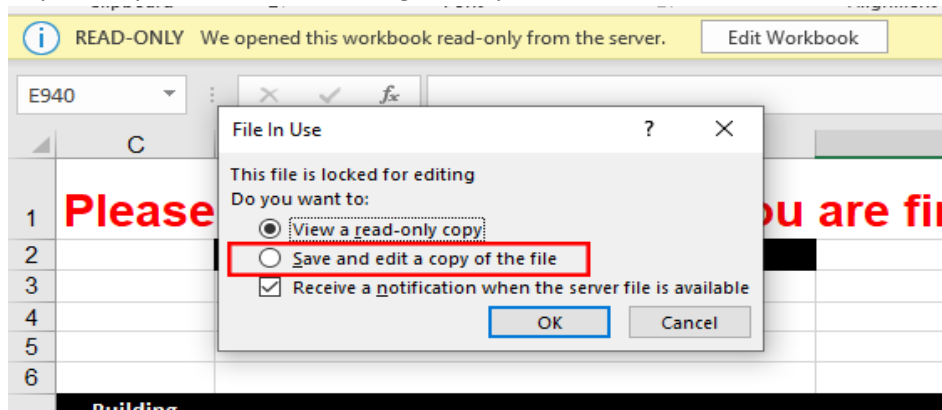 READ-ONLY We opened this workbook read-only from the server. Edit Workbook
E940 fx
File In Use ? ×
C
This file is locked for editing
Do you want to:
1 Please ou are fi
View a read-only copy
2
Save and edit a copy of the file
3
Receive a notification when the server file is available
4
OK Cancel
5
6
Building